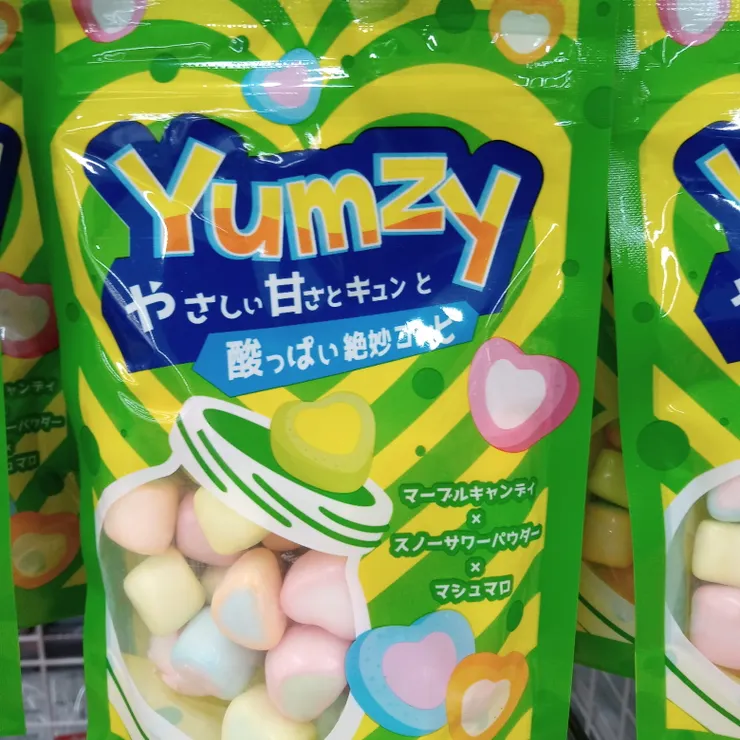 Yumzy
やさしい甘さとキュンと
酸っぱい絶妙コンビ
マーブルキャンディ
×
スノーサワーパウダー
×
マシュマロ